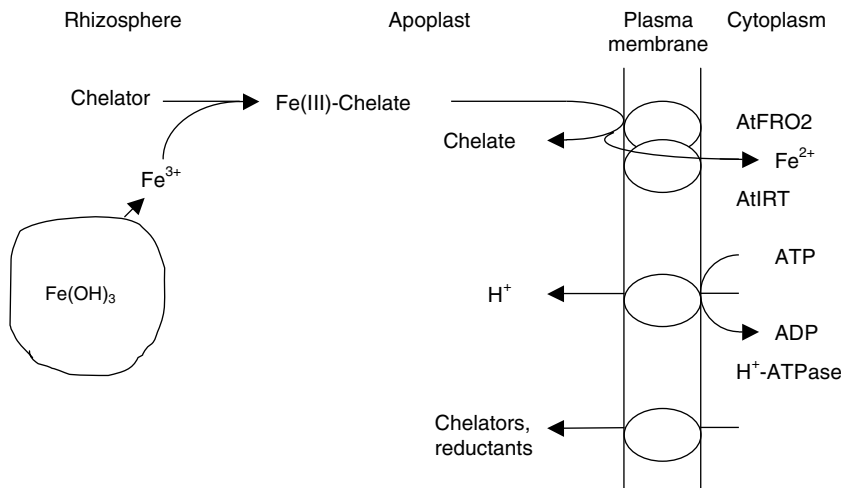 Rhizosphere
Apoplast
Plasma
membrane
Cytoplasm
Chelator
Fe(III)-Chelate
AtFRO2
Chelate
Fe²⁺
Fe³⁺
AtIRT
Fe(OH)₃
ATP
H⁺
ADP
H⁺-ATPase
Chelators,
reductants